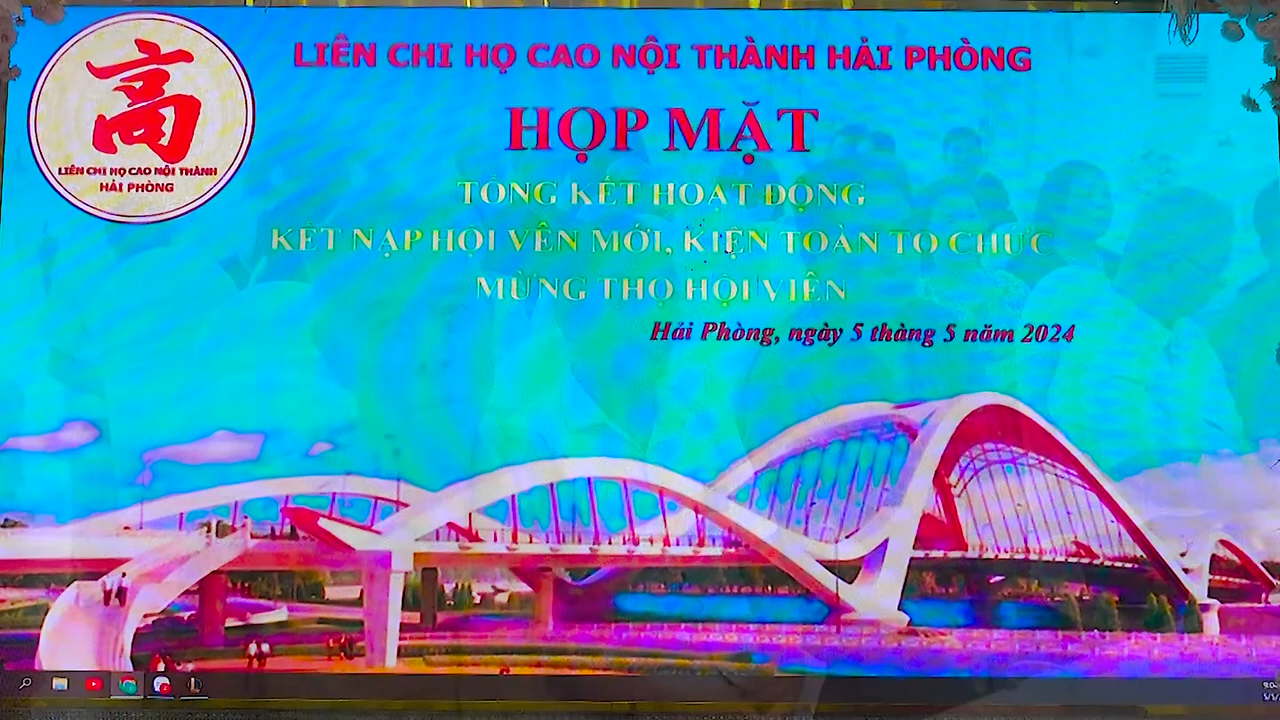 高
LIÊN CHI HỌ CAO NỘI THÀNH
HẢI PHÒNG
LIÊN CHI HỌ CAO NỘI THÀNH HẢI PHÒNG
HỌP MẶT
TỔNG KẾT HOẠT ĐỘNG
KẾT NẠP HỘI VÊN MỚI, KIỆN TOÀN TỔ CHỨC
MỪNG THỌ HỘI VIÊN
Hải Phòng, ngày 5 tháng 5 năm 2024